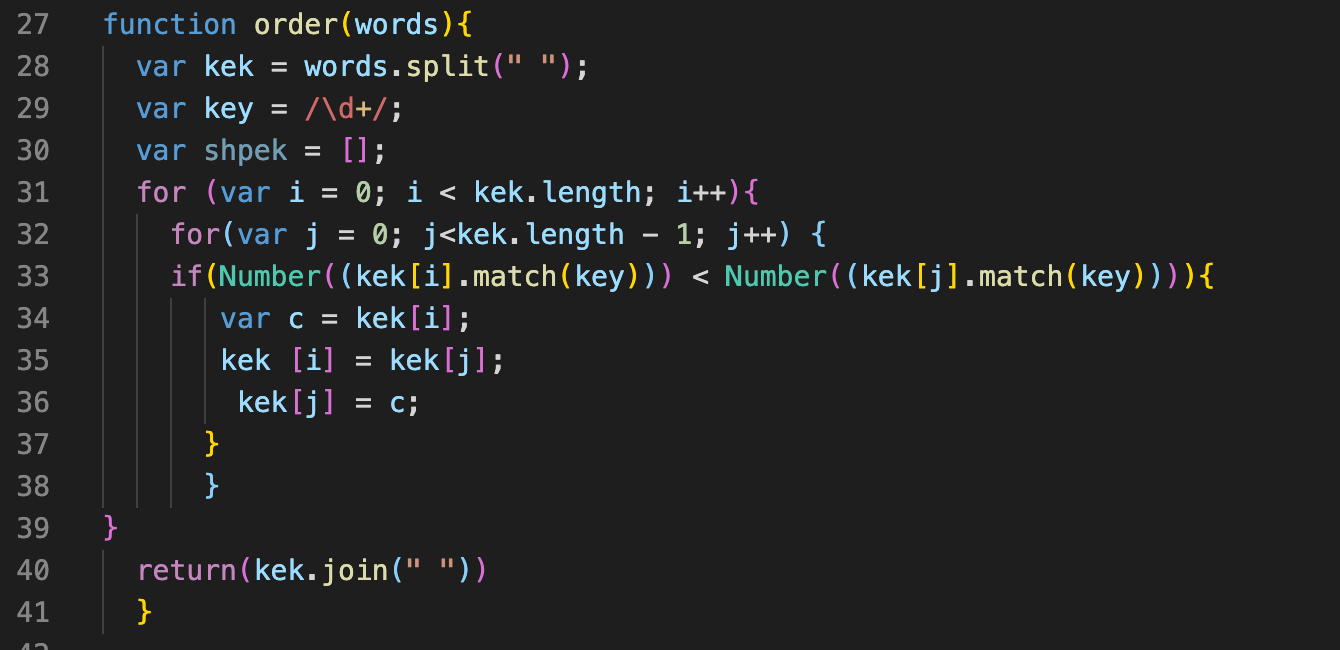 27 function order(words){
28 var kek = words.split(" ");
29 var key = /\d+/;
30 var shpek = [];
31 for (var i = 0; i < kek.length; i++){
32 for(var j = 0; j<kek.length - 1; j++) {
33 if(Number((kek[i].match(key))) < Number((kek[j].match(key)))){
34 var c = kek[i];
35 kek [i] = kek[j];
36 kek[j] = c;
37 }
38 }
39 }
40 return(kek.join(" "))
41 }